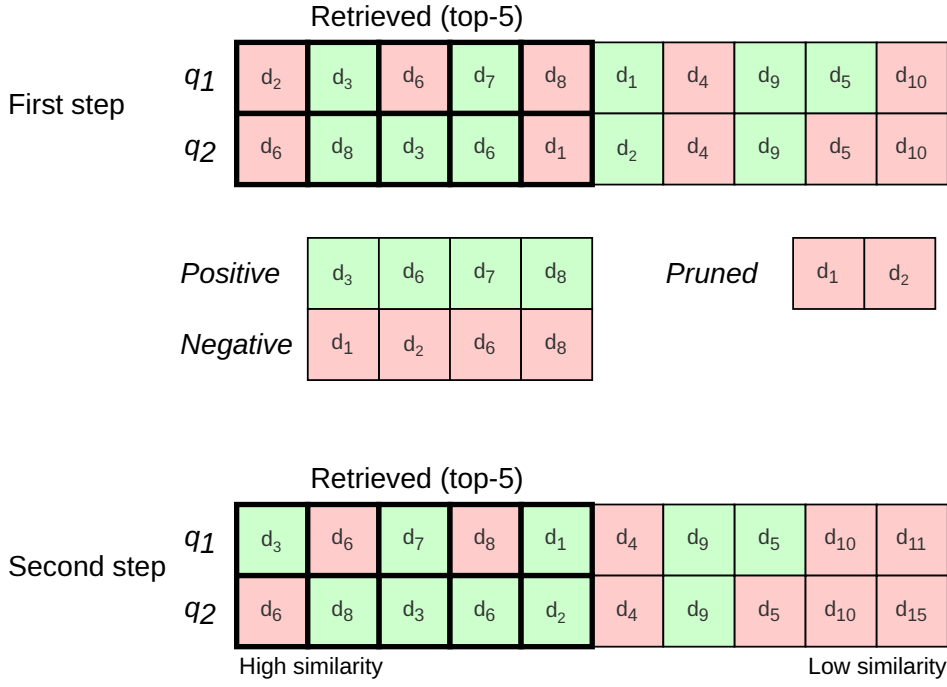 Retrieved (top-5)
First step
q1 d2 d3 d6 d7 d8 d1 d4 d9 d5 d10
q2 d6 d8 d3 d6 d1 d2 d4 d9 d5 d10
Positive d3 d6 d7 d8
Pruned d1 d2
Negative d1 d2 d6 d8
Retrieved (top-5)
Second step
q1 d3 d6 d7 d8 d1 d4 d9 d5 d10 d11
q2 d6 d8 d3 d6 d2 d4 d9 d5 d10 d15
High similarity
Low similarity